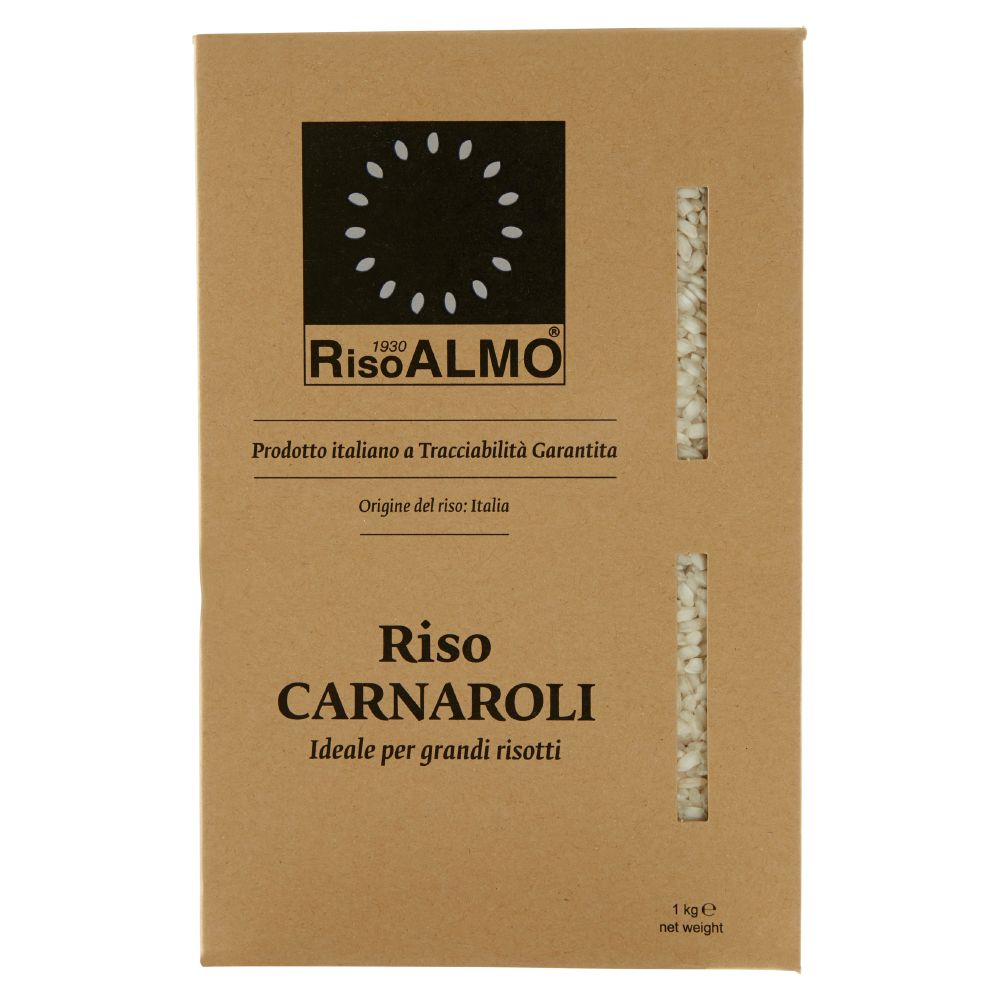 1930
RisoALMO®
Prodotto italiano a Tracciabilità Garantita
Origine del riso: Italia
Riso
CARNAROLI
Ideale per grandi risotti
1 kg ℮
net weight